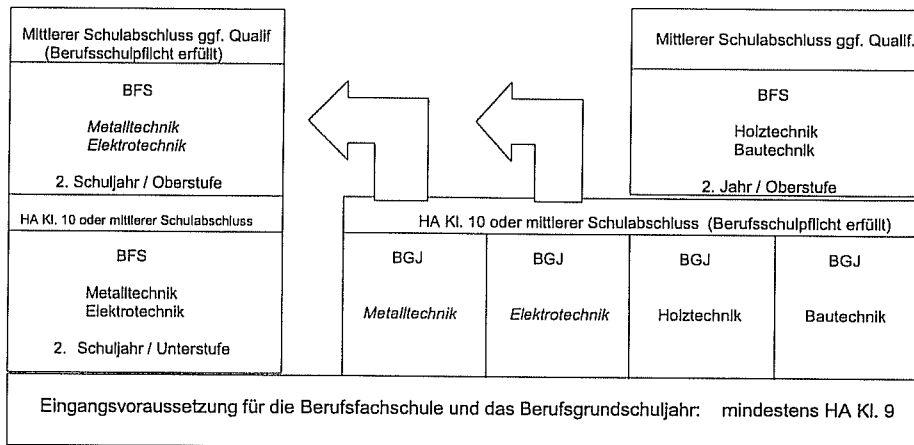 Mittlerer Schulabschluss ggf. Qualif
(Berufsschulpflicht erfüllt)
BFS
Metalltechnik
Elektrotechnik
2. Schuljahr / Oberstufe
HA Kl. 10 oder mittlerer Schulabschluss
BFS
Metalltechnik
Elektrotechnik
2. Schuljahr / Unterstufe
Mittlerer Schulabschluss ggf. Qualif.
BFS
Holztechnik
Bautechnik
2. Jahr / Oberstufe
HA Kl. 10 oder mittlerer Schulabschluss (Berufsschulpflicht erfüllt)
BGJ
Metalltechnik
BGJ
Elektrotechnik
BGJ
Holztechnik
BGJ
Bautechnik
Eingangsvoraussetzung für die Berufsfachschule und das Berufsgrundschuljahr: mindestens HA Kl. 9